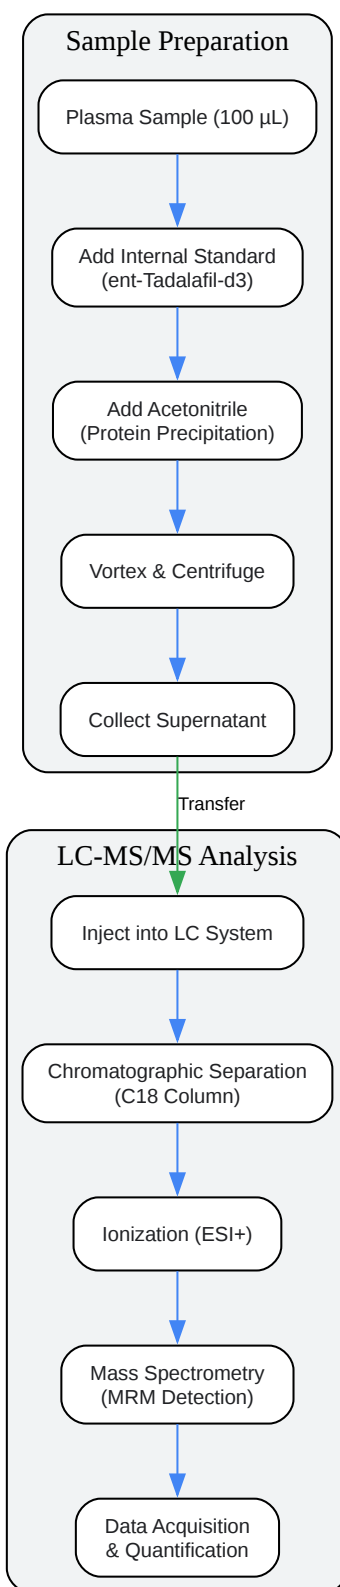 Sample Preparation
Plasma Sample (100 µL)
Add Internal Standard
(ent-Tadalafil-d3)
Add Acetonitrile
(Protein Precipitation)
Vortex & Centrifuge
Collect Supernatant
Transfer
LC-MS/MS Analysis
Inject into LC System
Chromatographic Separation
(C18 Column)
Ionization (ESI+)
Mass Spectrometry
(MRM Detection)
Data Acquisition
& Quantification